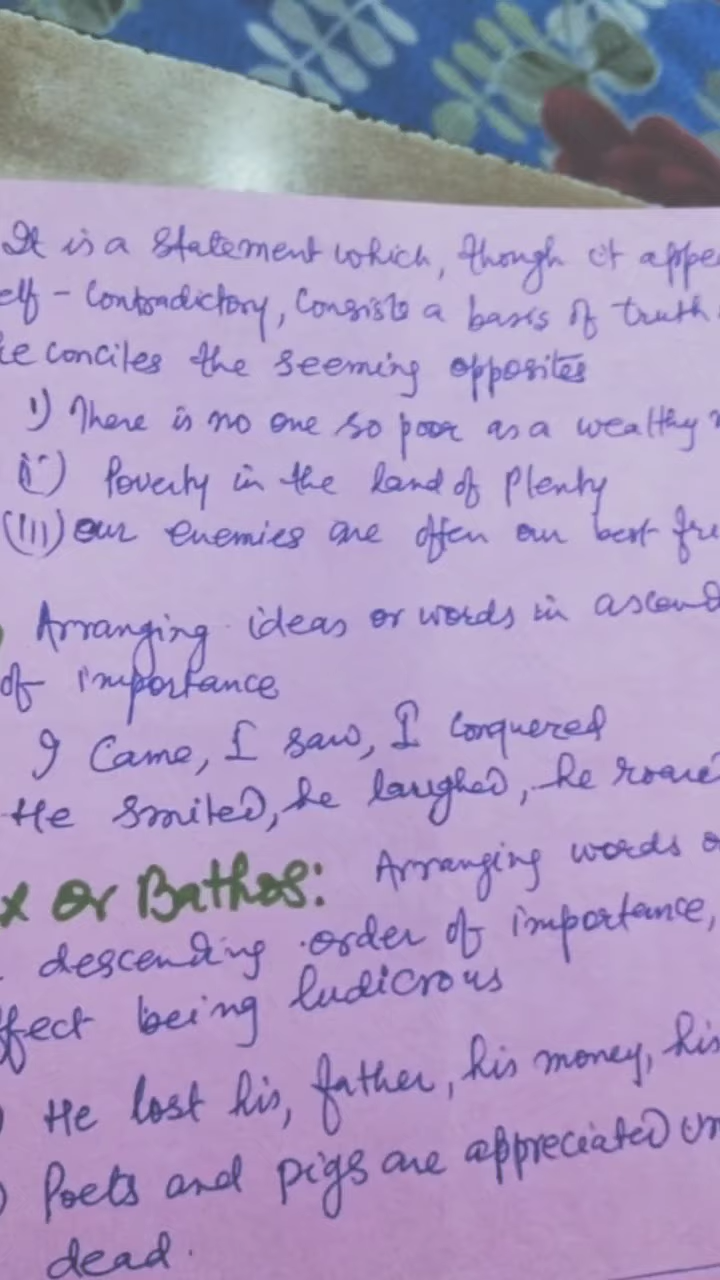 It is a Statement which, though it appe
elf - Contradictory, Consists a basis of truth
reconciles the seeming opposites
i) There is no one so poor as a wealthy
ii) Poverty in the land of Plenty
(III) our enemies are often our best fri
Arranging ideas or words in ascend
of importance
I Came, I saw, I Conquered
He Smiled, he laughed, he roare
x or Bathos: Arranging words o
descending order of importance,
ffect being ludicrous
He lost his, father, his money, his
Poets and pigs are appreciated un
dead.